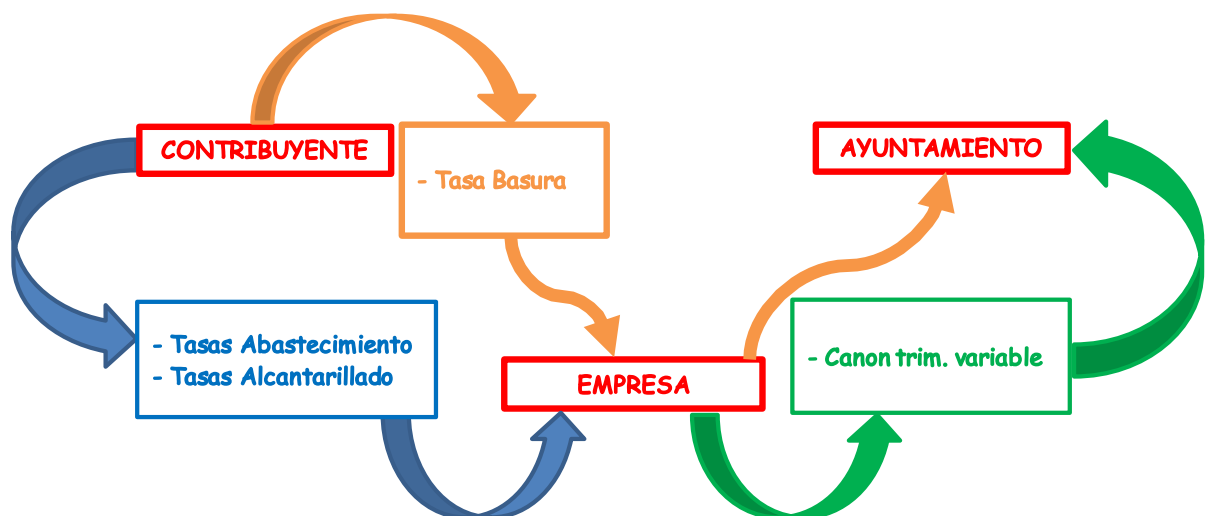 CONTRIBUYENTE
- Tasa Basura
AYUNTAMIENTO
- Tasas Abastecimiento
- Tasas Alcantarillado
EMPRESA
- Canon trim. variable